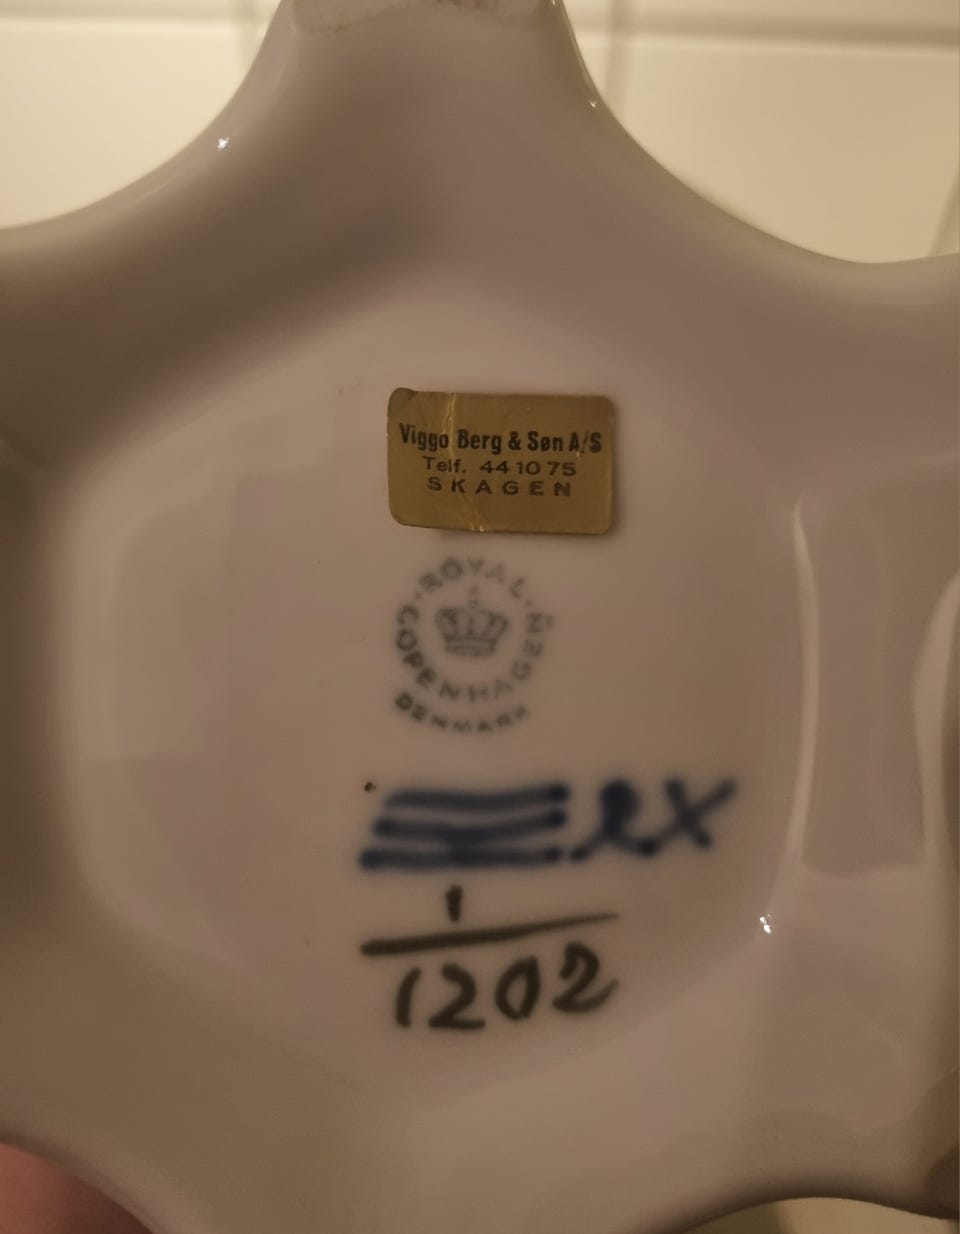 Viggo Berg & Søn A/S
Telf. 44 10 75
SKAGEN
ROYAL
COPENHAGEN
DENMARK
1
1202